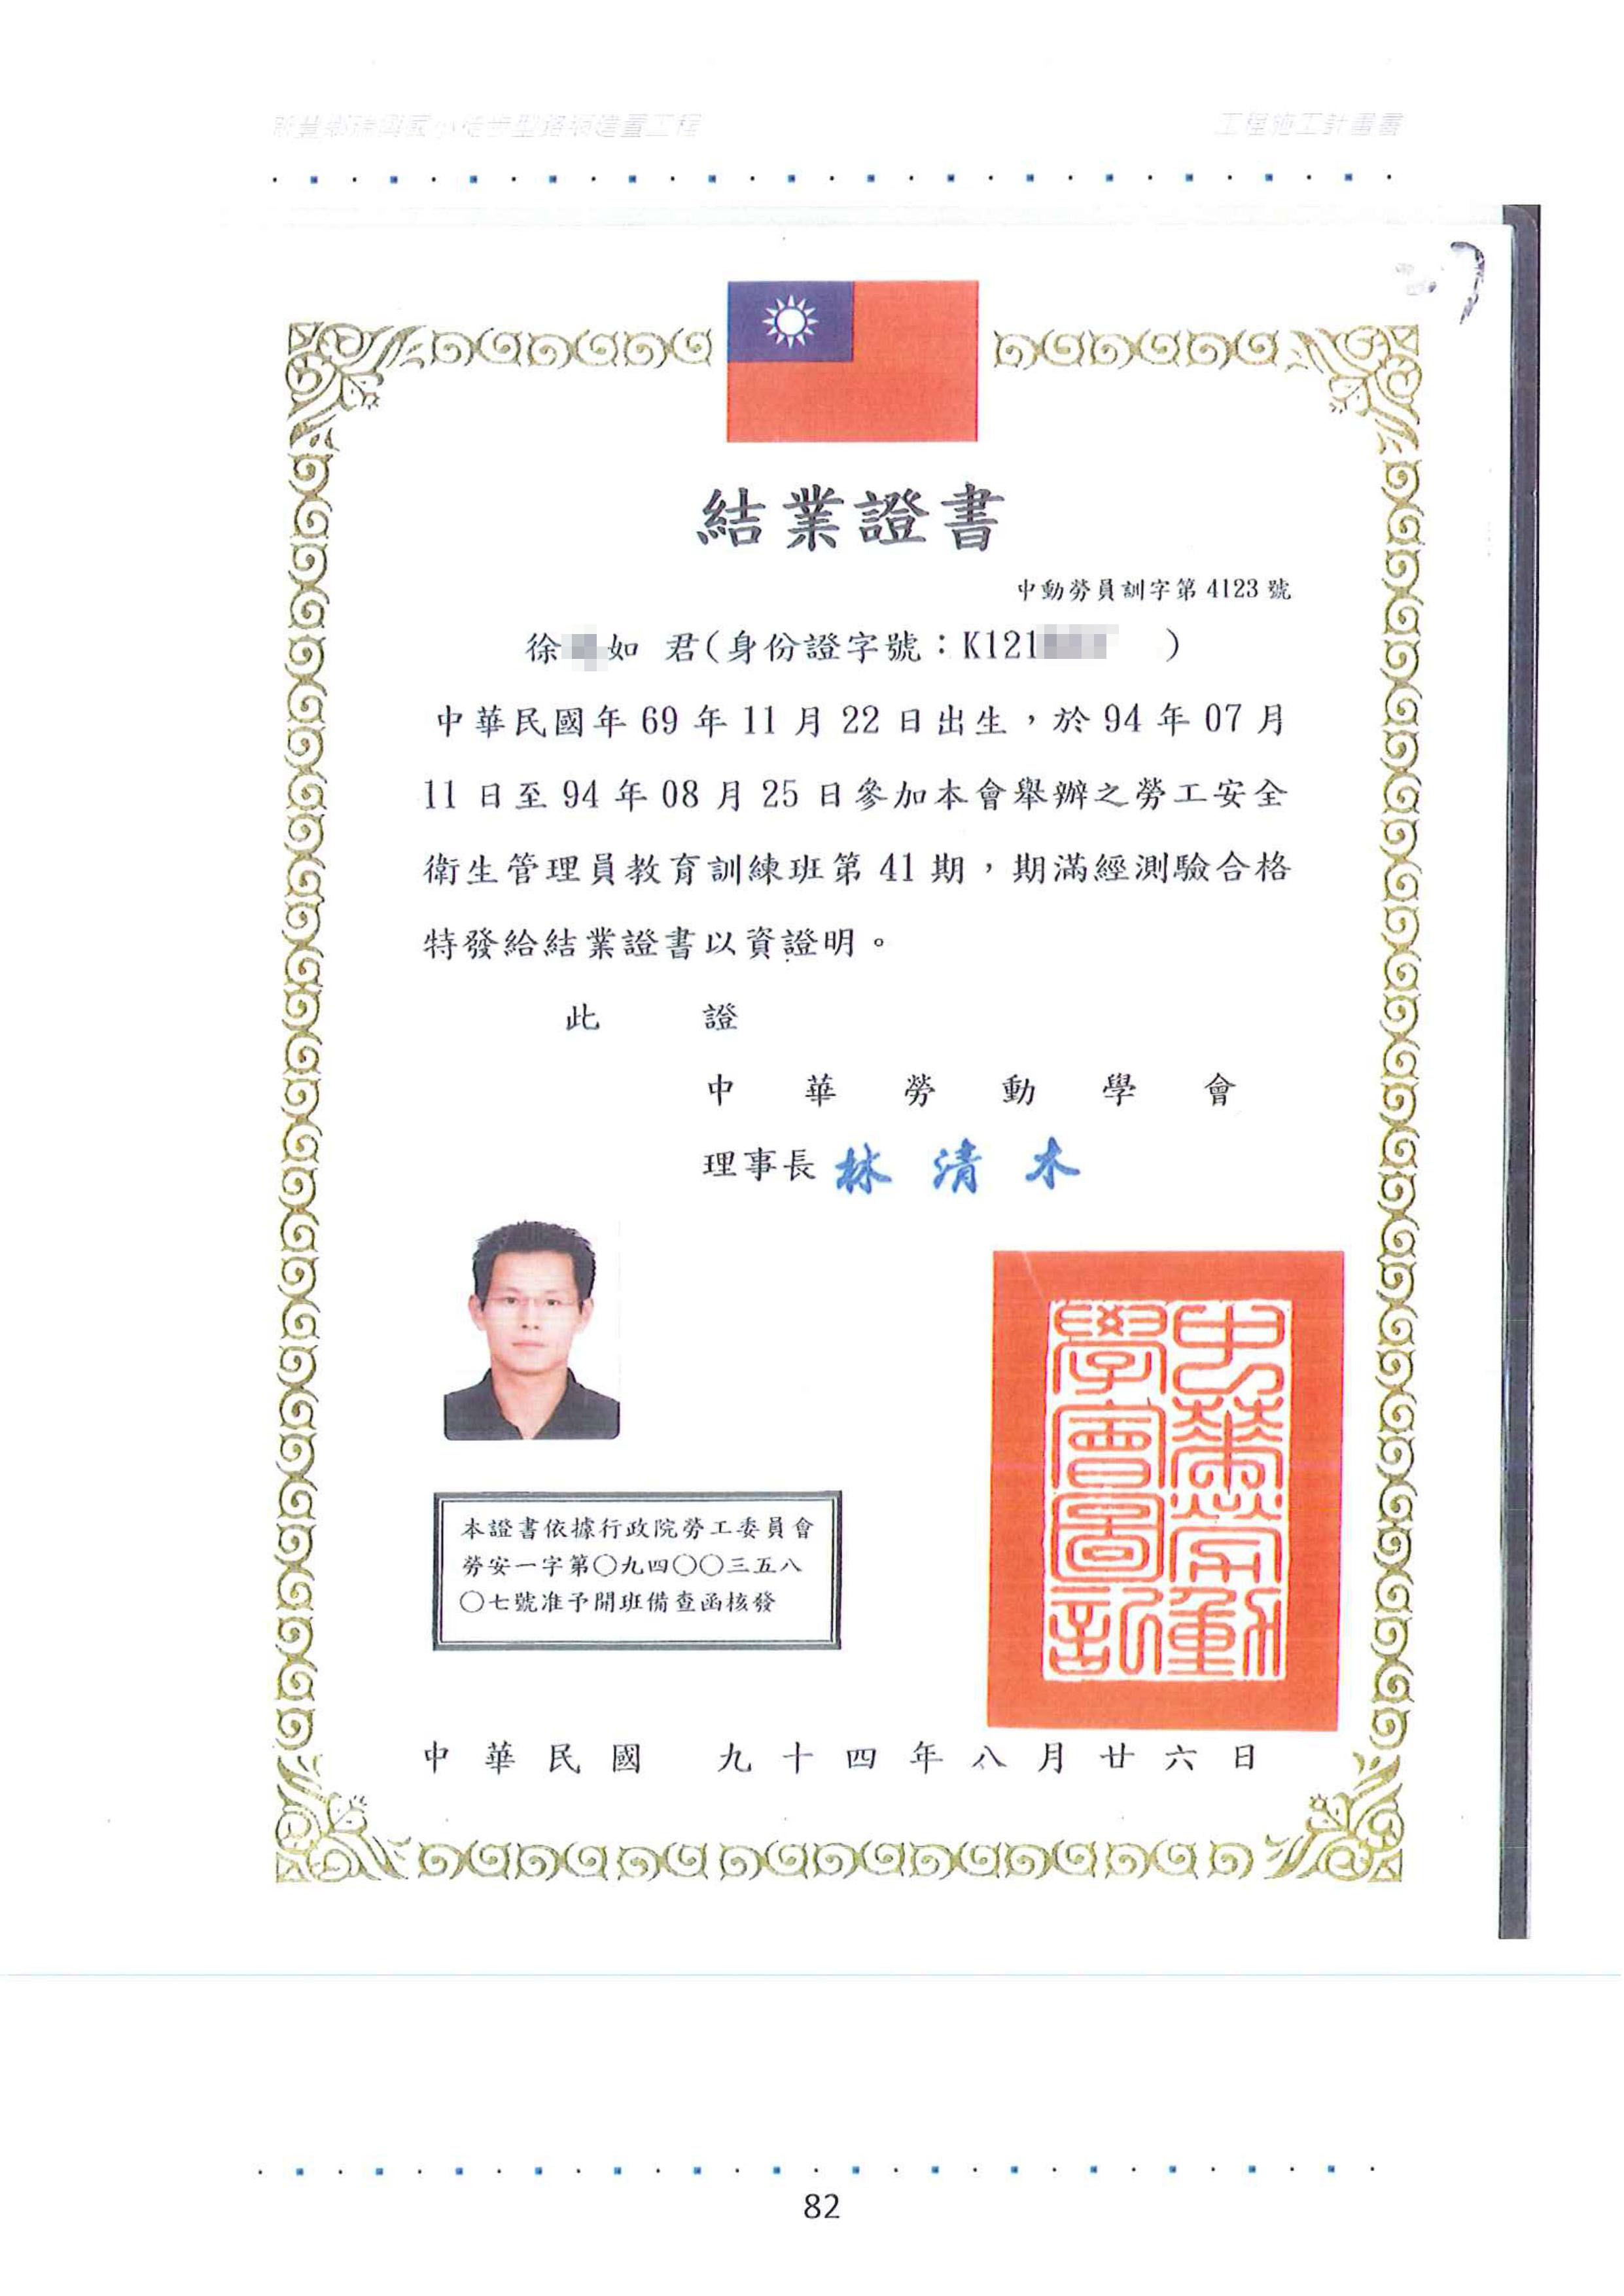 工程施工計畫書
結業證書
中動勞員訓字第 4123 號
徐 如 君(身份證字號：K121 )
中華民國年 69 年 11 月 22 日出生，於 94 年 07 月
11 日至 94 年 08 月 25 日參加本會舉辦之勞工安全
衛生管理員教育訓練班第 41 期，期滿經測驗合格
特發給結業證書以資證明。
此 證
中 華 勞 動 學 會
理事長 林 清 木
中華勞動
學會圖記
本證書依據行政院勞工委員會
勞安一字第○九四○○三五八
○七號准予開班備查函核發
中 華 民 國 九 十 四 年 八 月 廿 六 日
82